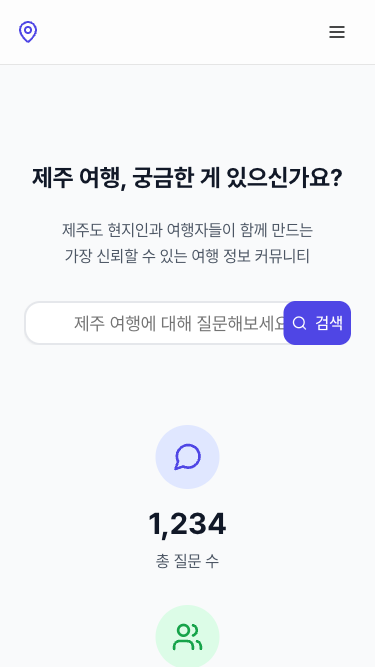 제주 여행, 궁금한 게 있으신가요?
제주도 현지인과 여행자들이 함께 만드는
가장 신뢰할 수 있는 여행 정보 커뮤니티
제주 여행에 대해 질문해보세요 검색
1,234
총 질문 수